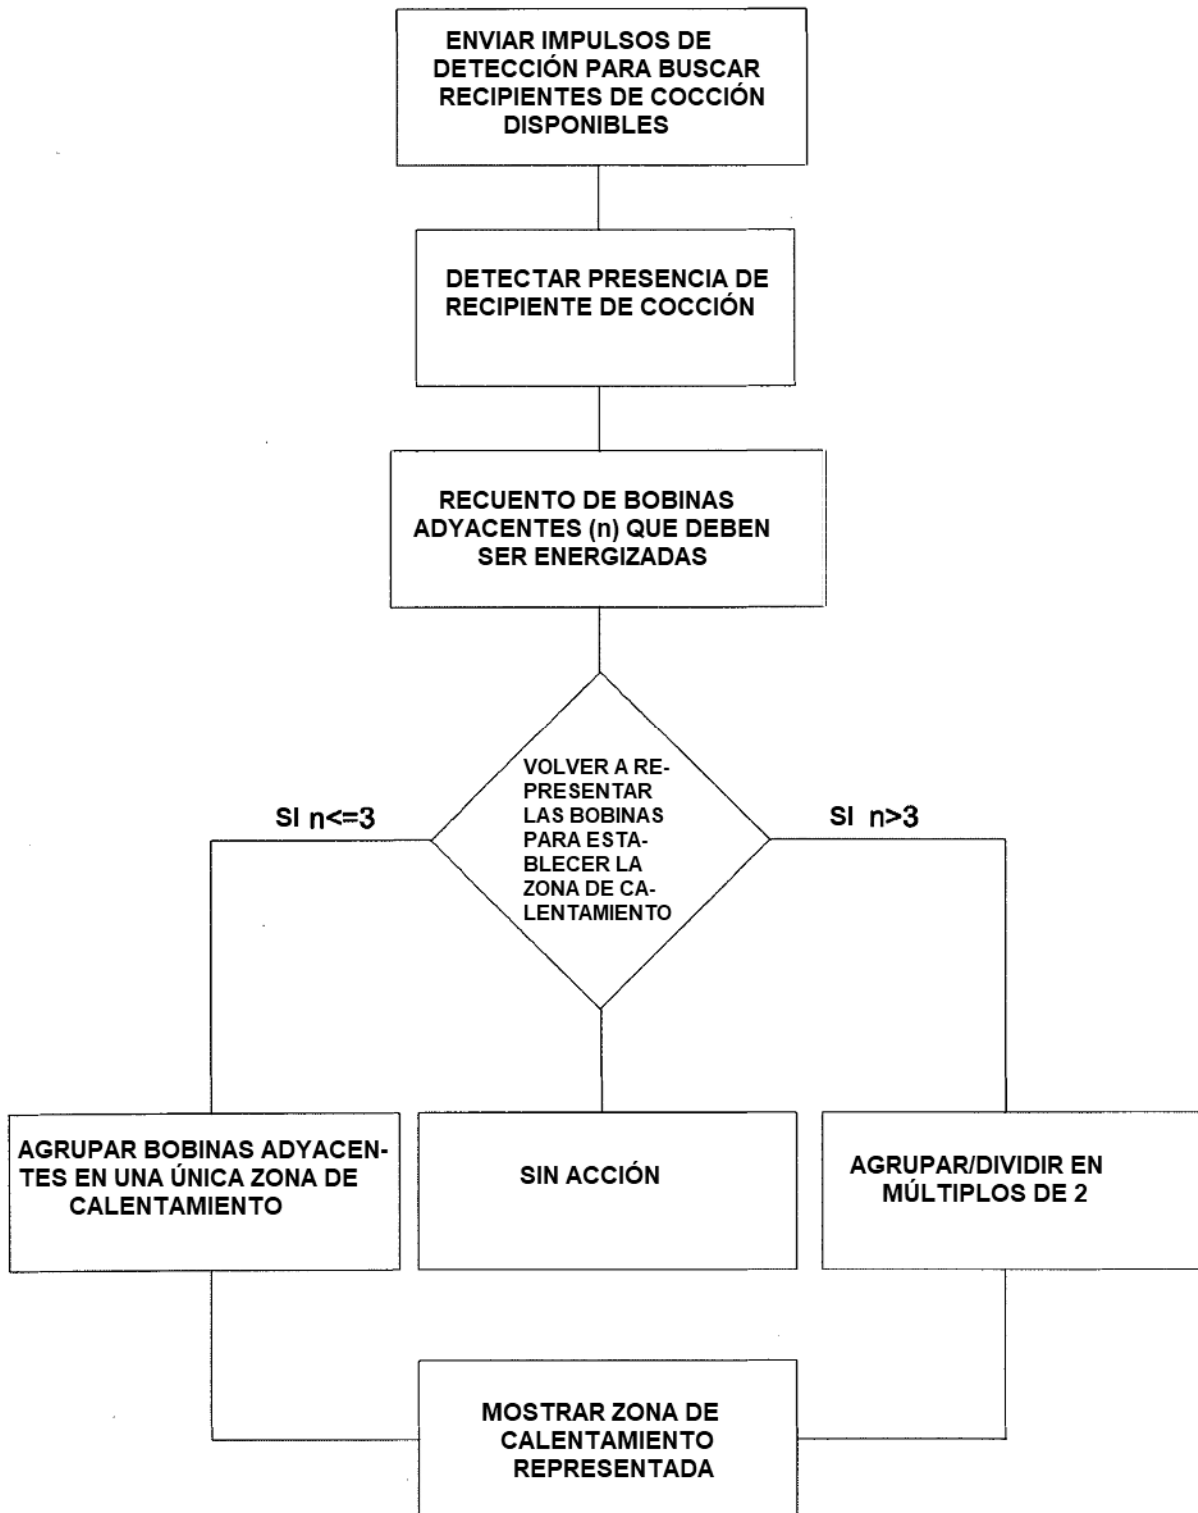 ENVIAR IMPULSOS DE
DETECCIÓN PARA BUSCAR
RECIPIENTES DE COCCIÓN
DISPONIBLES
DETECTAR PRESENCIA DE
RECIPIENTE DE COCCIÓN
RECUENTO DE BOBINAS
ADYACENTES (n) QUE DEBEN
SER ENERGIZADAS
VOLVER A RE-
PRESENTAR
LAS BOBINAS
PARA ESTA-
BLECER LA
ZONA DE CA-
LENTAMIENTO
SI n<=3
SI n>3
AGRUPAR BOBINAS ADYACEN-
TES EN UNA ÚNICA ZONA DE
CALENTAMIENTO
SIN ACCIÓN
AGRUPAR/DIVIDIR EN
MÚLTIPLOS DE 2
MOSTRAR ZONA DE
CALENTAMIENTO
REPRESENTADA